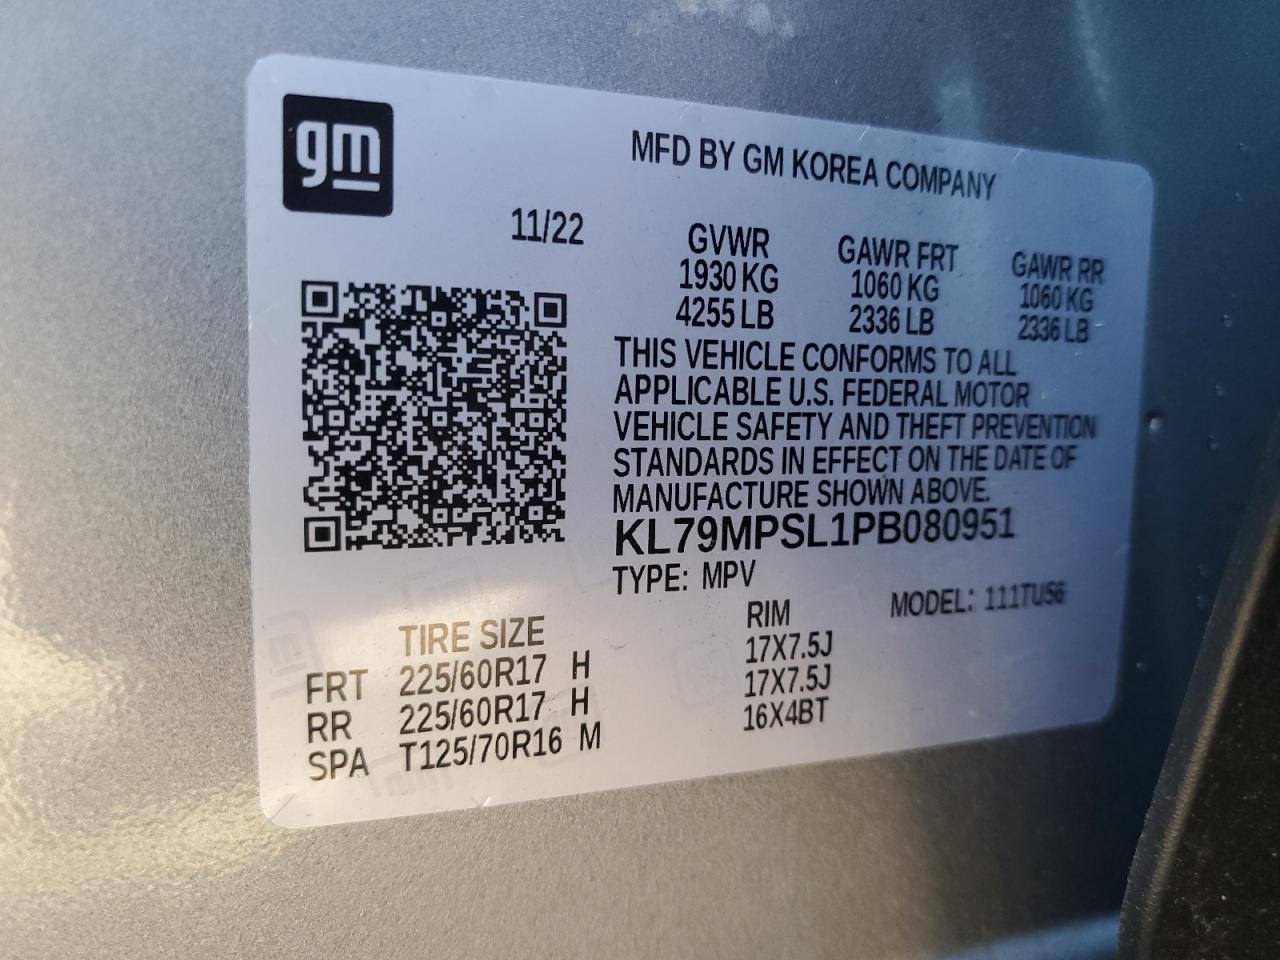 gm
MFD BY GM KOREA COMPANY
11/22
GVWR GAWR FRT GAWR RR
1930 KG 1060 KG 1060 KG
4255 LB 2336 LB 2336 LB
THIS VEHICLE CONFORMS TO ALL
APPLICABLE U.S. FEDERAL MOTOR
VEHICLE SAFETY AND THEFT PREVENTION
STANDARDS IN EFFECT ON THE DATE OF
MANUFACTURE SHOWN ABOVE.
KL79MPSL1PB080951
TYPE: MPV MODEL: 111TU56
TIRE SIZE RIM
FRT 225/60R17 H 17X7.5J
RR 225/60R17 H 17X7.5J
SPA T125/70R16 M 16X4BT